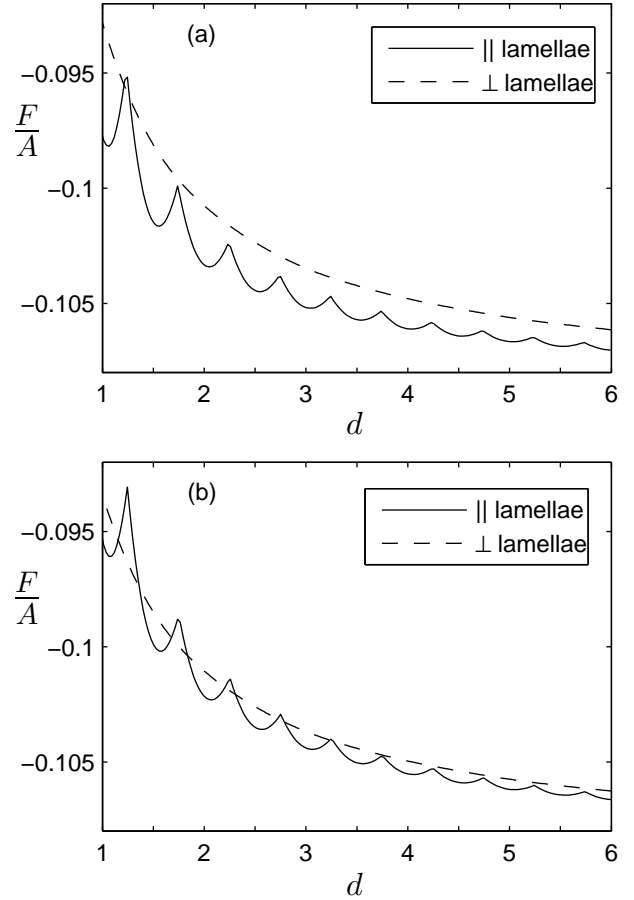 (a)
|| lamellae
⊥ lamellae
−0.095
−0.1
−0.105
F
A
1 2 3 4 5 6
d
(b)
|| lamellae
⊥ lamellae
−0.095
−0.1
−0.105
F
A
1 2 3 4 5 6
d